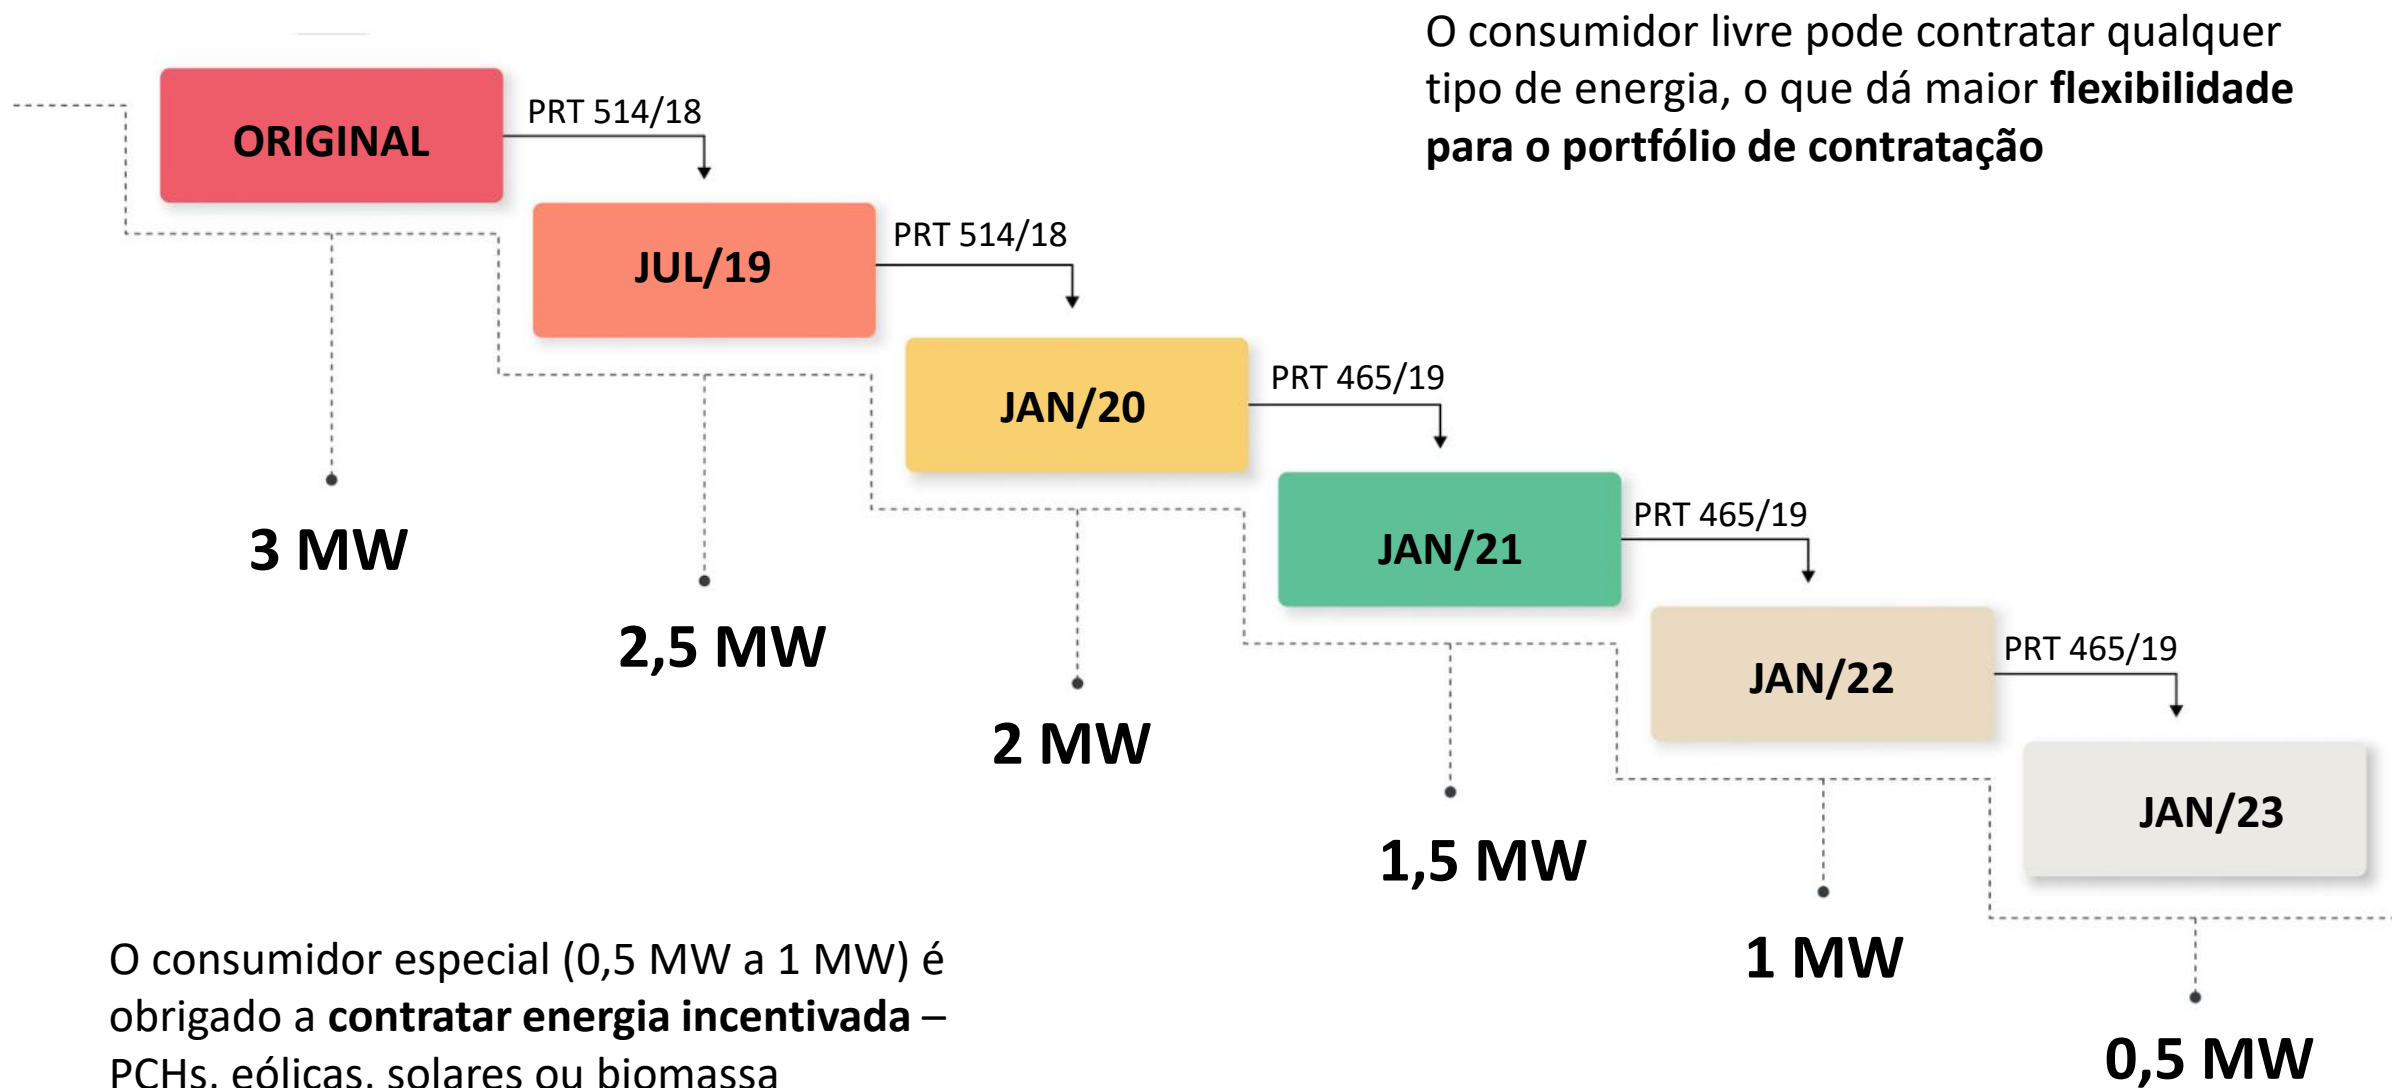 O consumidor livre pode contratar qualquer
tipo de energia, o que dá maior flexibilidade
para o portfólio de contratação
ORIGINAL
PRT 514/18
JUL/19
PRT 514/18
JAN/20
PRT 465/19
JAN/21
PRT 465/19
JAN/22
PRT 465/19
JAN/23
3 MW
2,5 MW
2 MW
1,5 MW
1 MW
0,5 MW
O consumidor especial (0,5 MW a 1 MW) é
obrigado a contratar energia incentivada –
PCHs, eólicas, solares ou biomassa